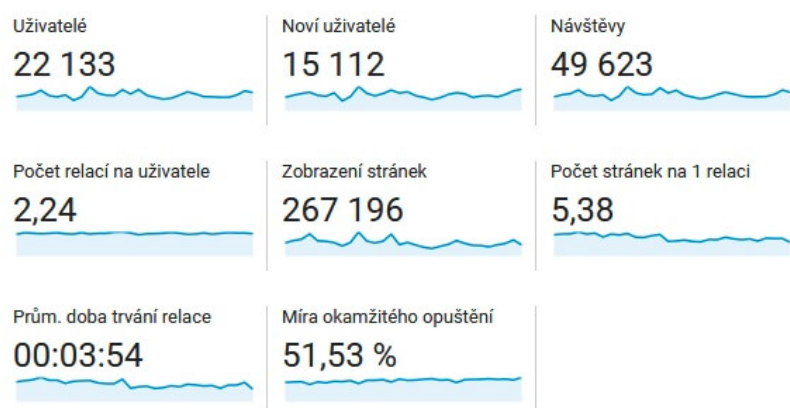 Uživatelé
22 133
Noví uživatelé
15 112
Návštěvy
49 623
Počet relací na uživatele
2,24
Zobrazení stránek
267 196
Počet stránek na 1 relaci
5,38
Prům. doba trvání relace
00:03:54
Míra okamžitého opuštění
51,53 %